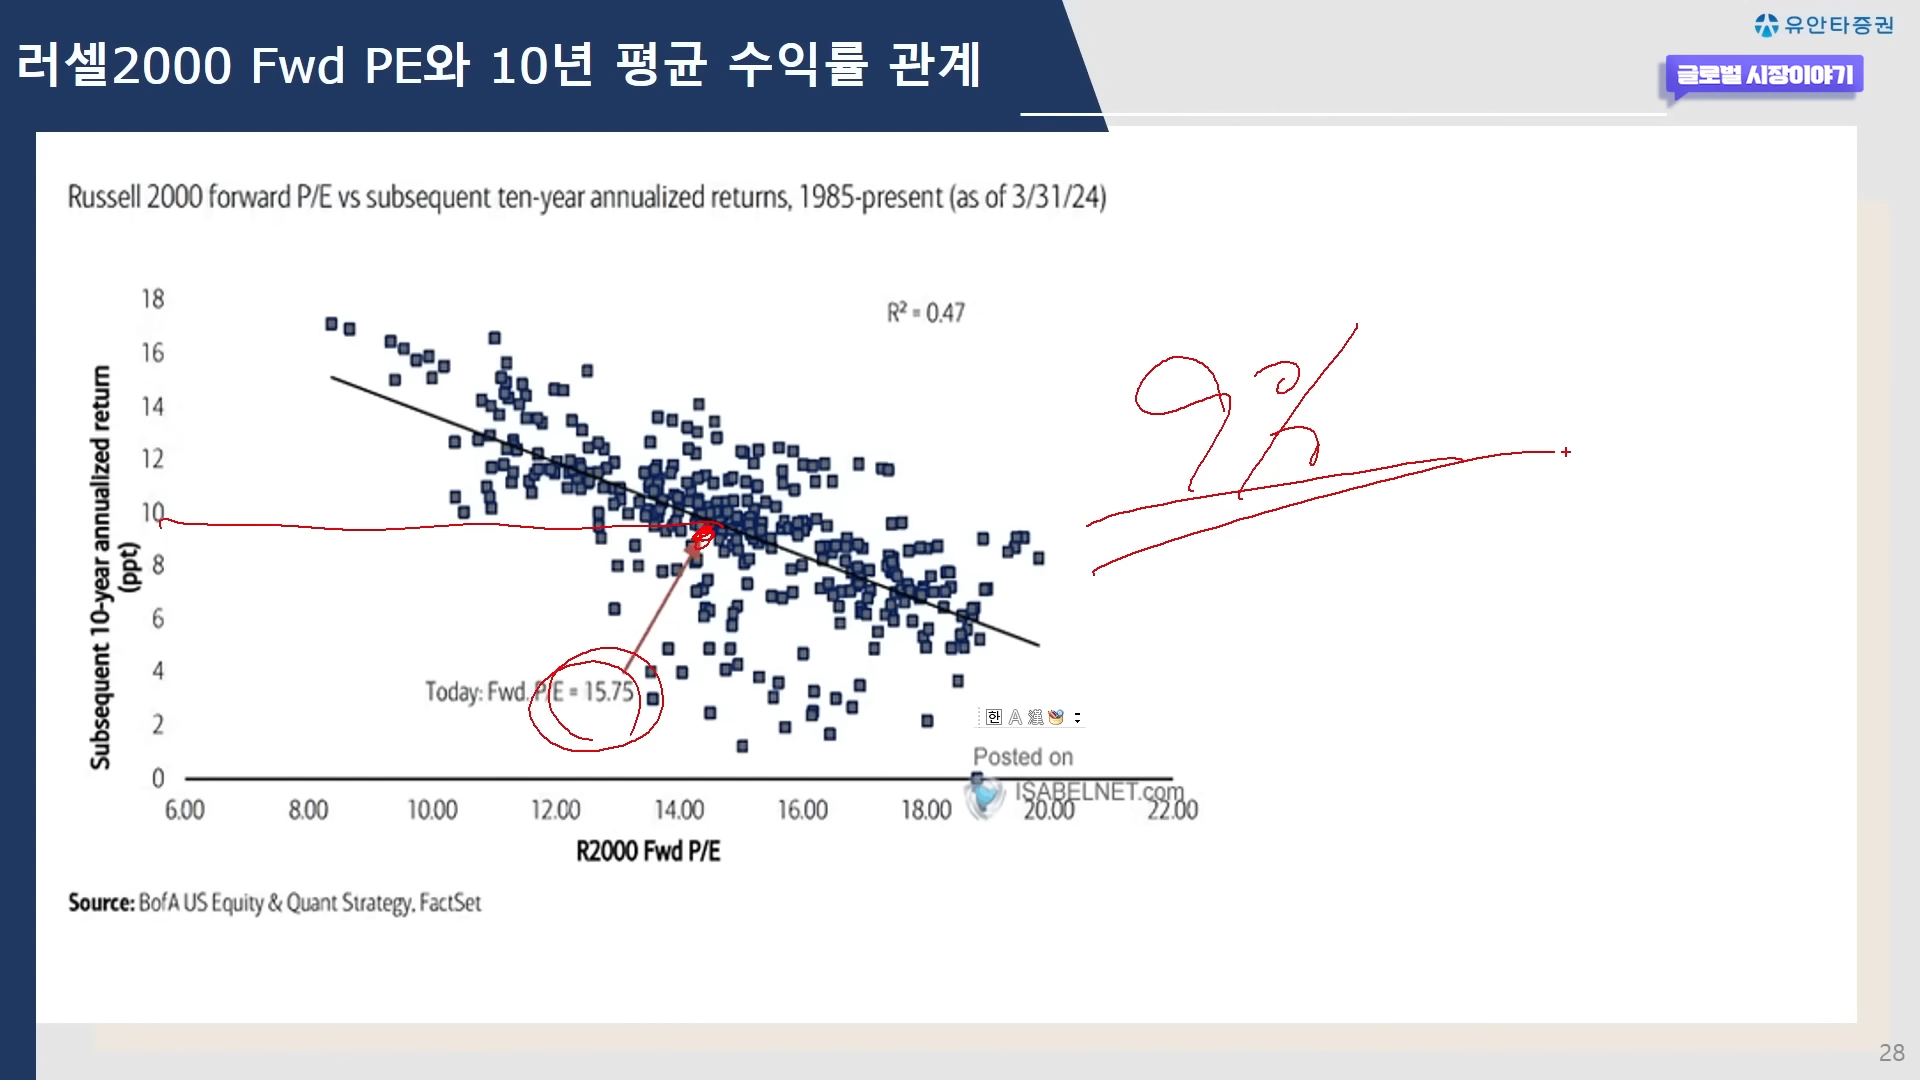 러셀2000 Fwd PE와 10년 평균 수익률 관계
유안타증권
글로벌 시장이야기
Russell 2000 forward P/E vs subsequent ten-year annualized returns, 1985-present (as of 3/31/24)
R² = 0.47
9%
Subsequent 10-year annualized return
(ppt)
18
16
14
12
10
8
6
4
2
0
Today: Fwd. P/E = 15.75
한 A 漢
Posted on
ISABELNET.com
6.00 8.00 10.00 12.00 14.00 16.00 18.00 20.00 22.00
R2000 Fwd P/E
Source: BofA US Equity & Quant Strategy, FactSet
28